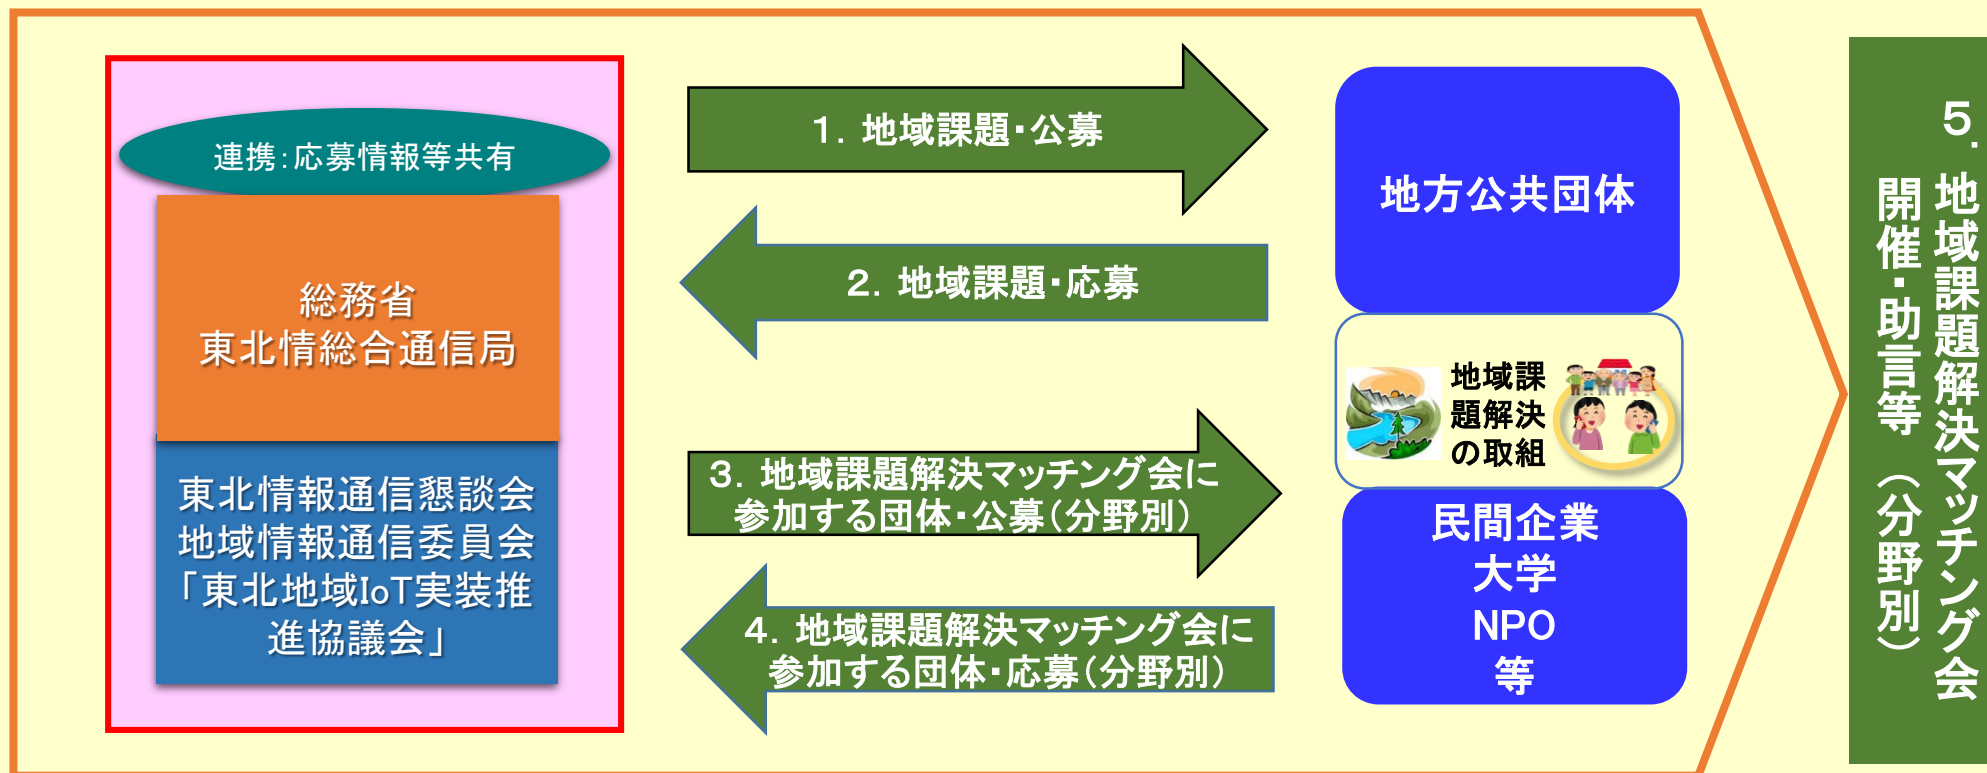 連携:応募情報等共有
総務省
東北情総合通信局
東北情報通信懇談会
地域情報通信委員会
「東北地域IoT実装推
進協議会」
1. 地域課題・公募
2. 地域課題・応募
3. 地域課題解決マッチング会に
参加する団体・公募(分野別)
4. 地域課題解決マッチング会に
参加する団体・応募(分野別)
地方公共団体
地域課
題解決
の取組
民間企業
大学
NPO
等
5. 地域課題解決マッチング会
開催・助言等(分野別)